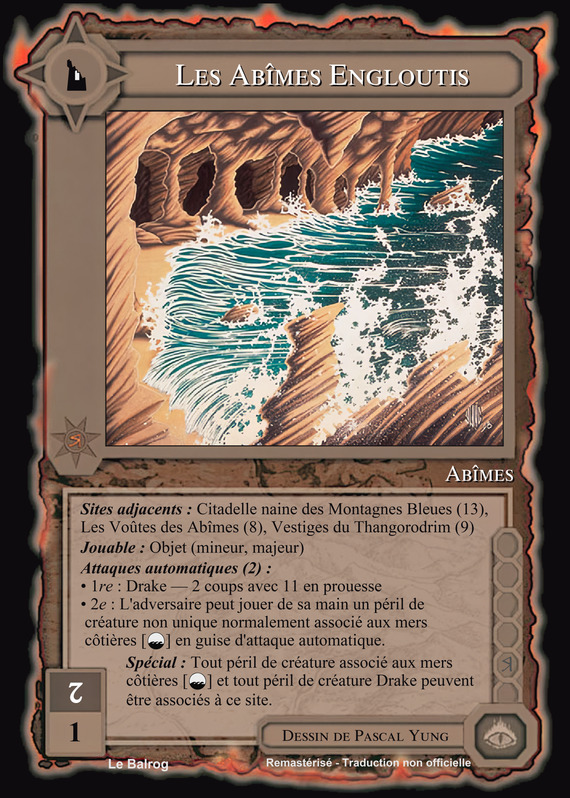 Les Abîmes Engloutis
Abîmes
Sites adjacents : Citadelle naine des Montagnes Bleues (13),
Les Voûtes des Abîmes (8), Vestiges du Thangorodrim (9)
Jouable : Objet (mineur, majeur)
Attaques automatiques (2) :
• 1re : Drake — 2 coups avec 11 en prouesse
• 2e : L'adversaire peut jouer de sa main un péril de
créature non unique normalement associé aux mers
côtières [ ] en guise d'attaque automatique.
Spécial : Tout péril de créature associé aux mers
côtières [ ] et tout péril de créature Drake peuvent
être associés à ce site.
1
Dessin de Pascal Yung
Le Balrog
Remastérisé - Traduction non officielle